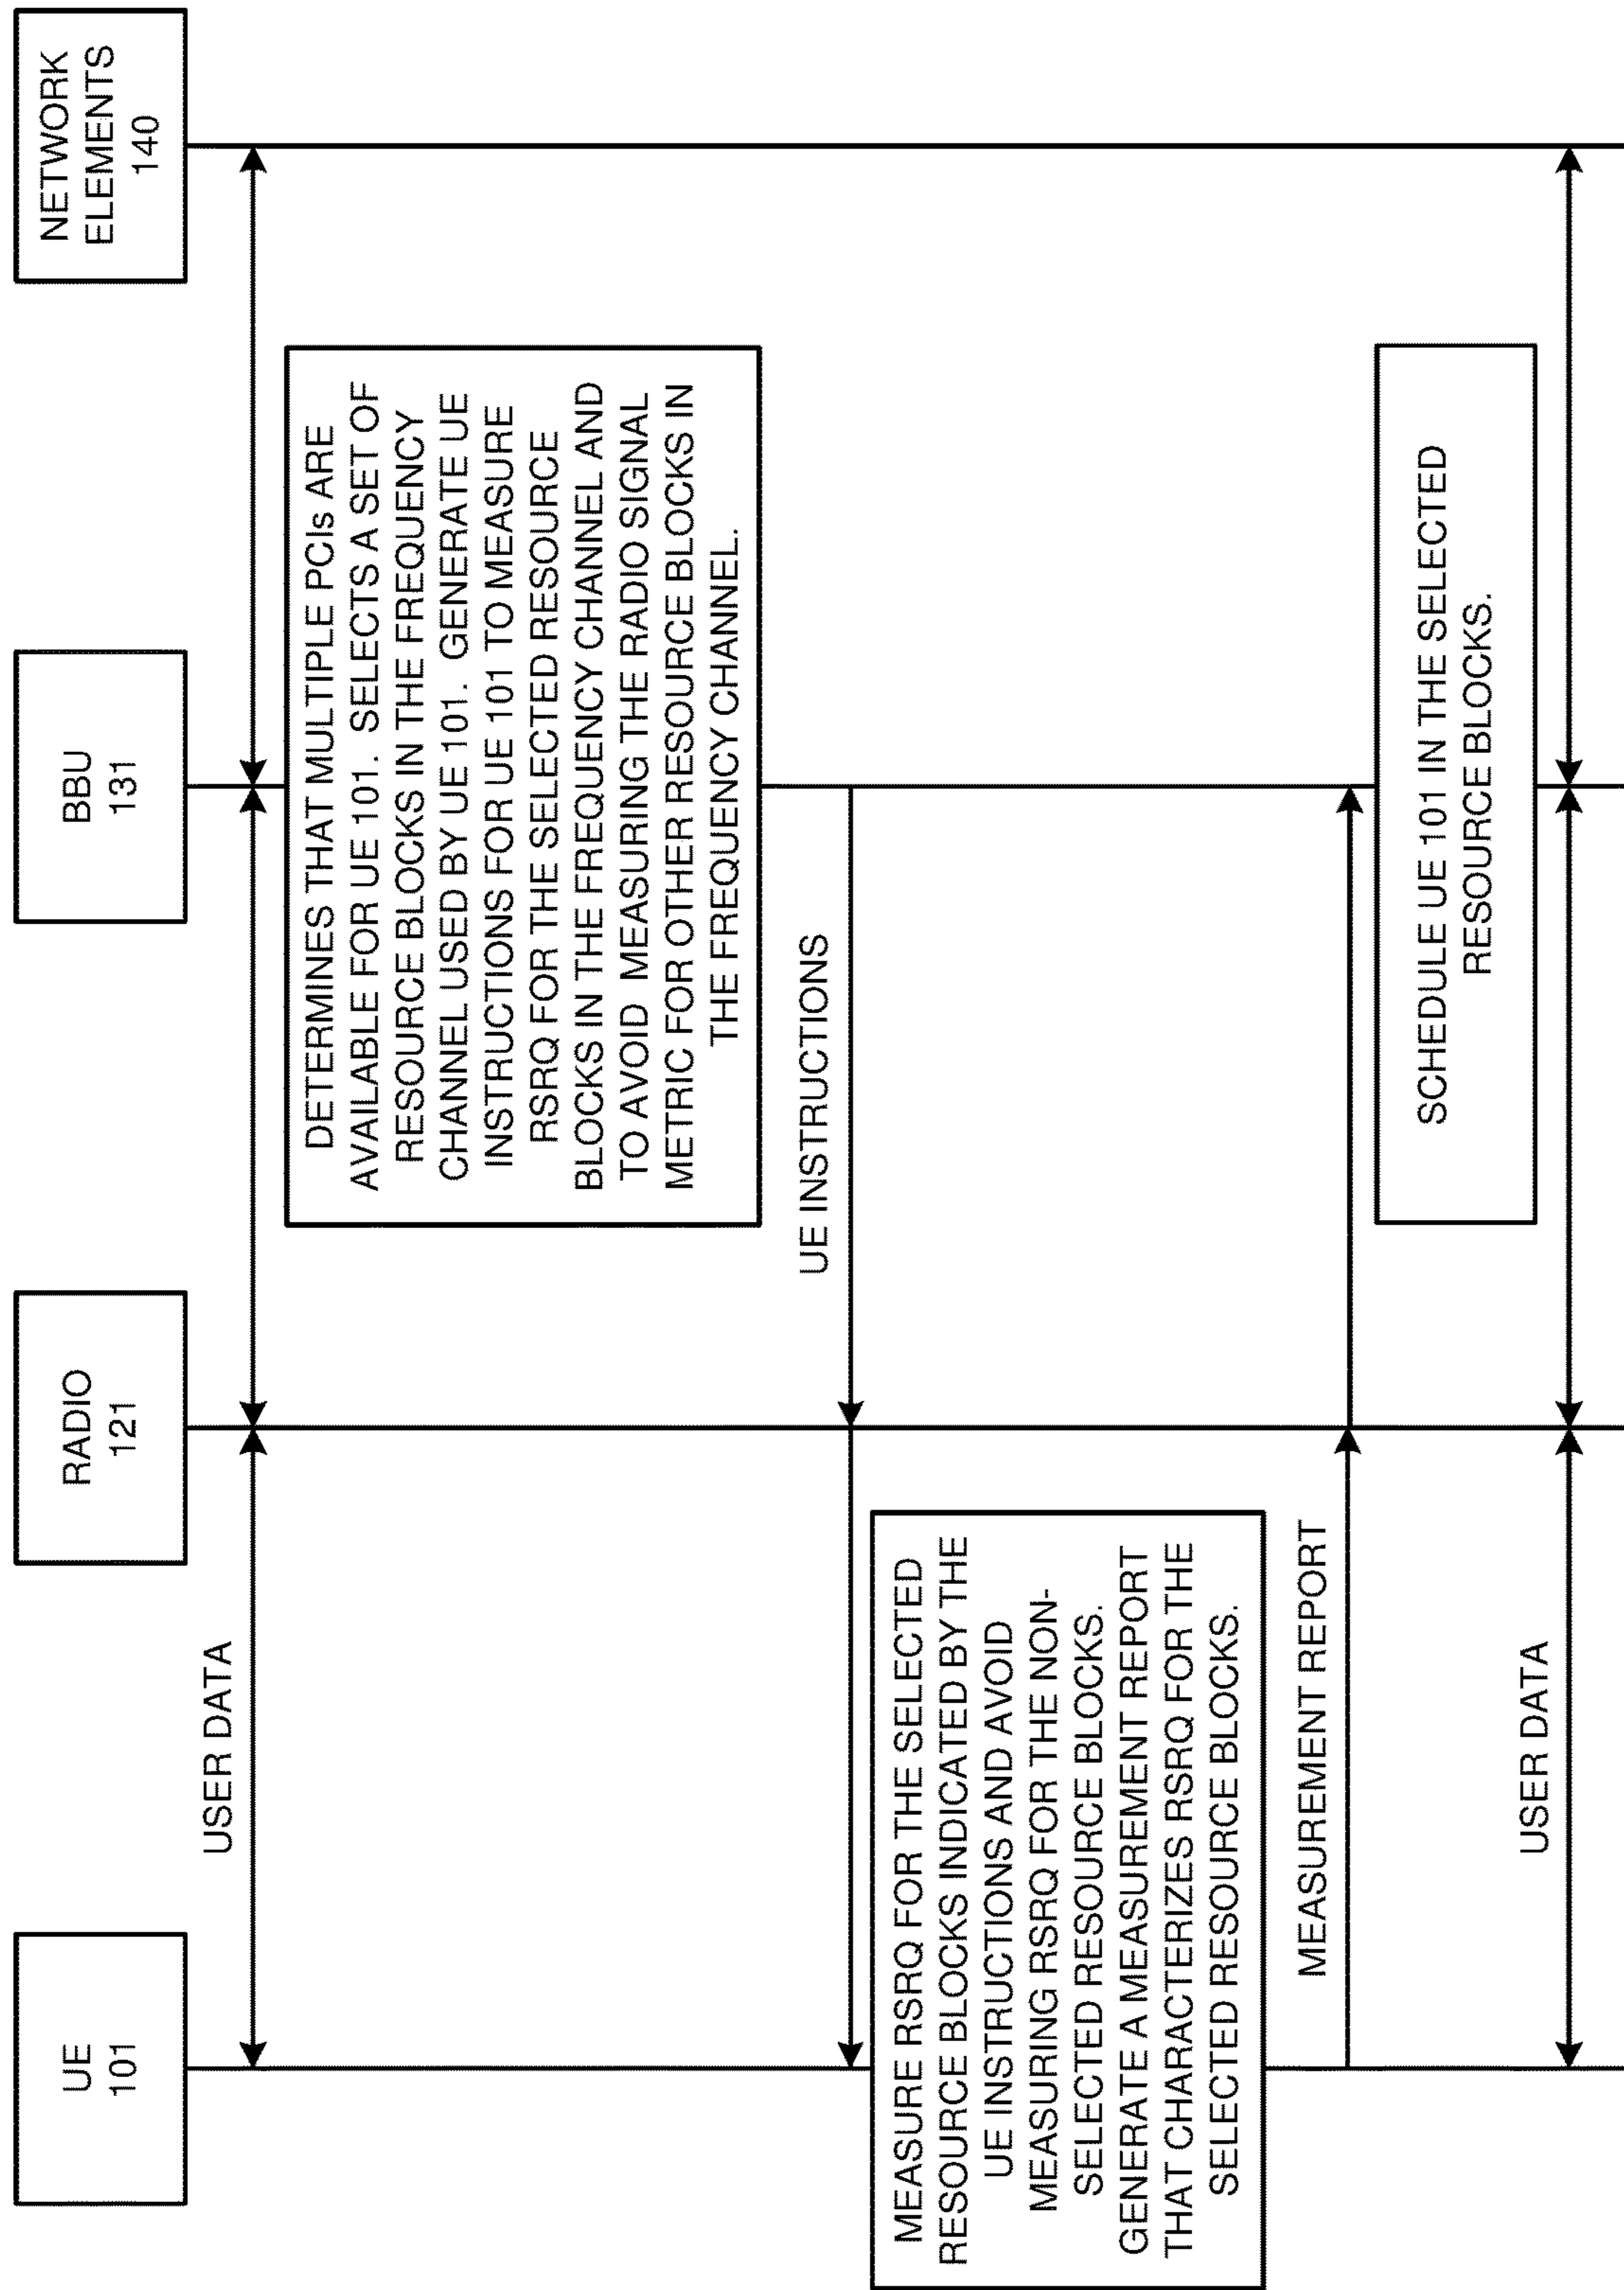 UE
101
RADIO
121
BBU
131
NETWORK
ELEMENTS
140
USER DATA
DETERMINES THAT MULTIPLE PCIs ARE
AVAILABLE FOR UE 101. SELECTS A SET OF
RESOURCE BLOCKS IN THE FREQUENCY
CHANNEL USED BY UE 101. GENERATE UE
INSTRUCTIONS FOR UE 101 TO MEASURE
RSRQ FOR THE SELECTED RESOURCE
BLOCKS IN THE FREQUENCY CHANNEL AND
TO AVOID MEASURING THE RADIO SIGNAL
METRIC FOR OTHER RESOURCE BLOCKS IN
THE FREQUENCY CHANNEL.
UE INSTRUCTIONS
MEASURE RSRQ FOR THE SELECTED
RESOURCE BLOCKS INDICATED BY THE
UE INSTRUCTIONS AND AVOID
MEASURING RSRQ FOR THE NON-
SELECTED RESOURCE BLOCKS.
GENERATE A MEASUREMENT REPORT
THAT CHARACTERIZES RSRQ FOR THE
SELECTED RESOURCE BLOCKS.
MEASUREMENT REPORT
SCHEDULE UE 101 IN THE SELECTED
RESOURCE BLOCKS.
USER DATA